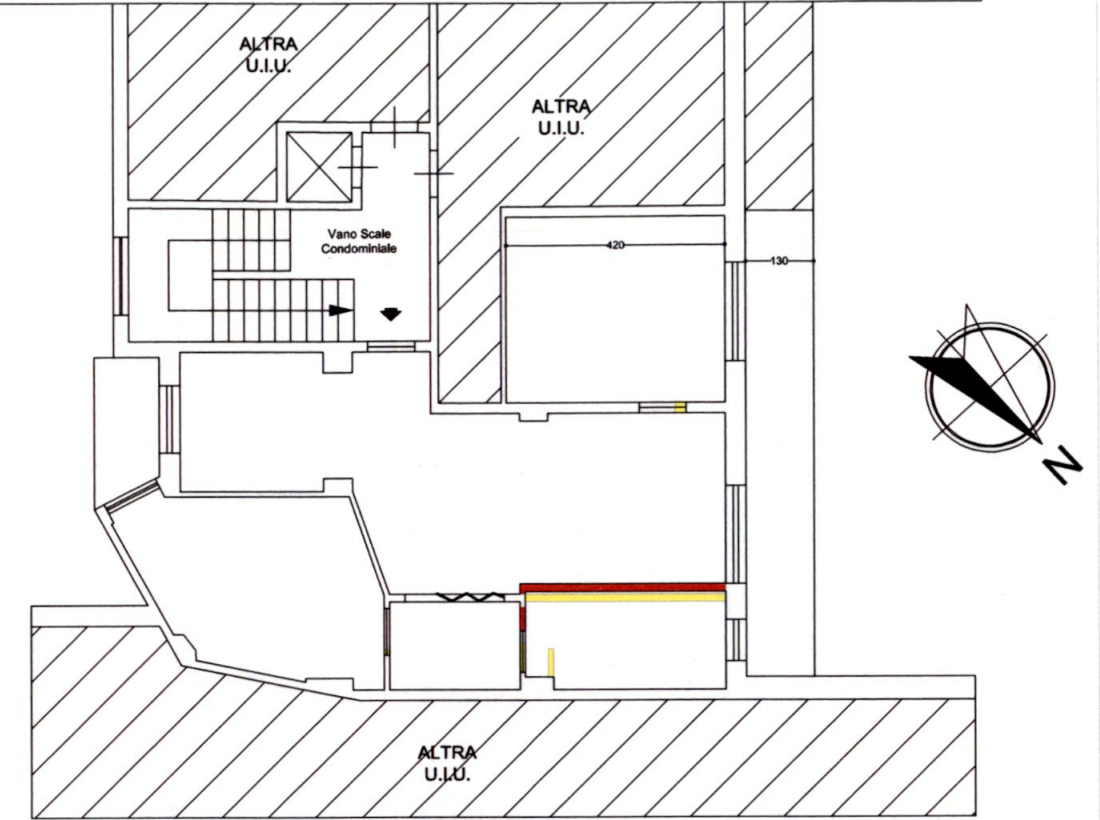 ALTRA
U.I.U.
ALTRA
U.I.U.
Vano Scale
Condominiale
420
130
N
ALTRA
U.I.U.